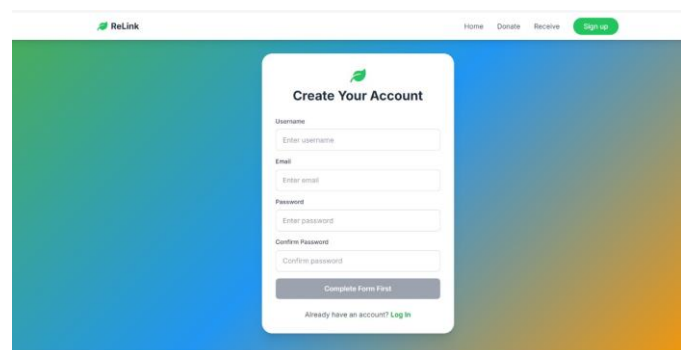 ReLink
Home Donate Receive Sign up
Create Your Account
Username
Enter username
Email
Enter email
Password
Enter password
Confirm Password
Confirm password
Complete Form First
Already have an account? Log In